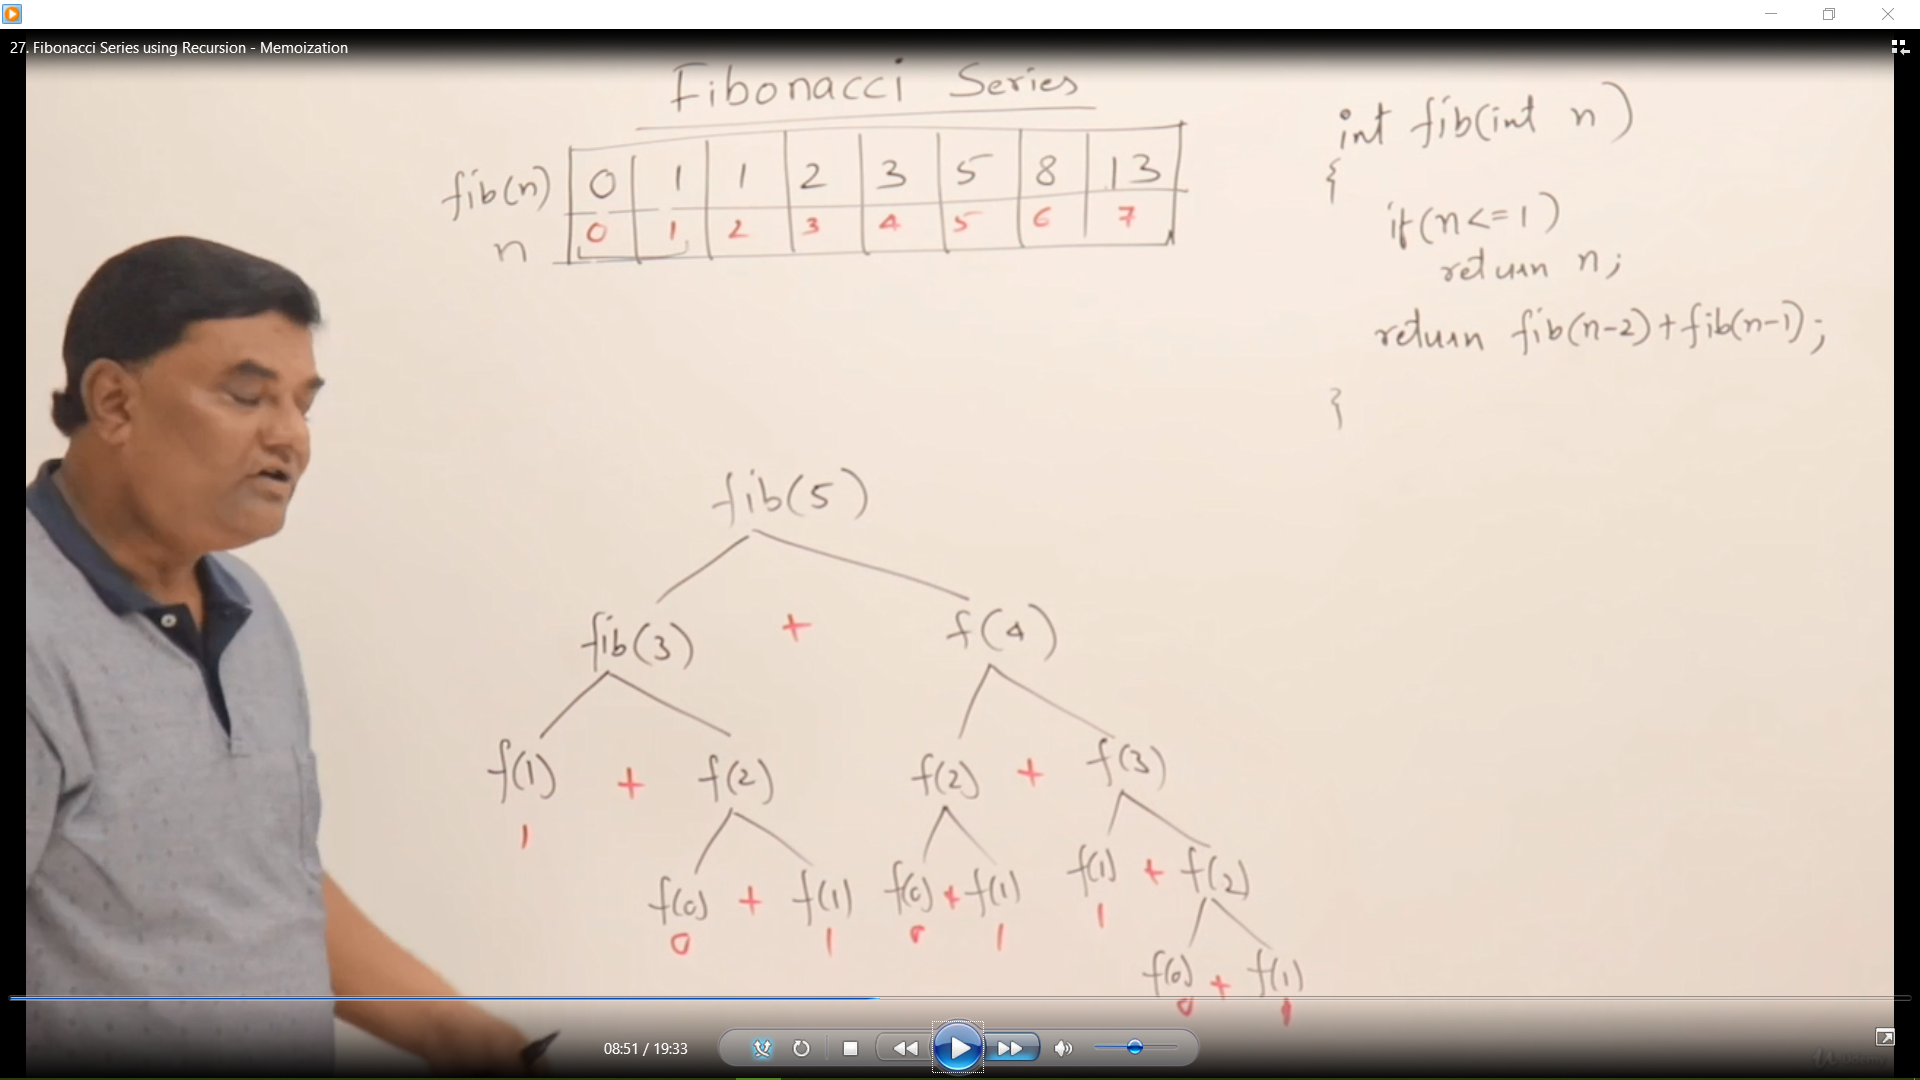 27. Fibonacci Series using Recursion - Memoization
Fibonacci Series
fib(n) 0 1 1 2 3 5 8 13
n 0 1 2 3 4 5 6 7
int fib(int n)
{
if(n<=1)
return n;
return fib(n-2)+fib(n-1);
}
fib(5)
fib(3) + f(4)
f(1) + f(2) f(2) + f(3)
1
f(0) + f(1) f(0) + f(1) f(1) + f(2)
0 1 0 1 1
f(0) + f(1)
0 1
08:51 / 19:33
Udemy